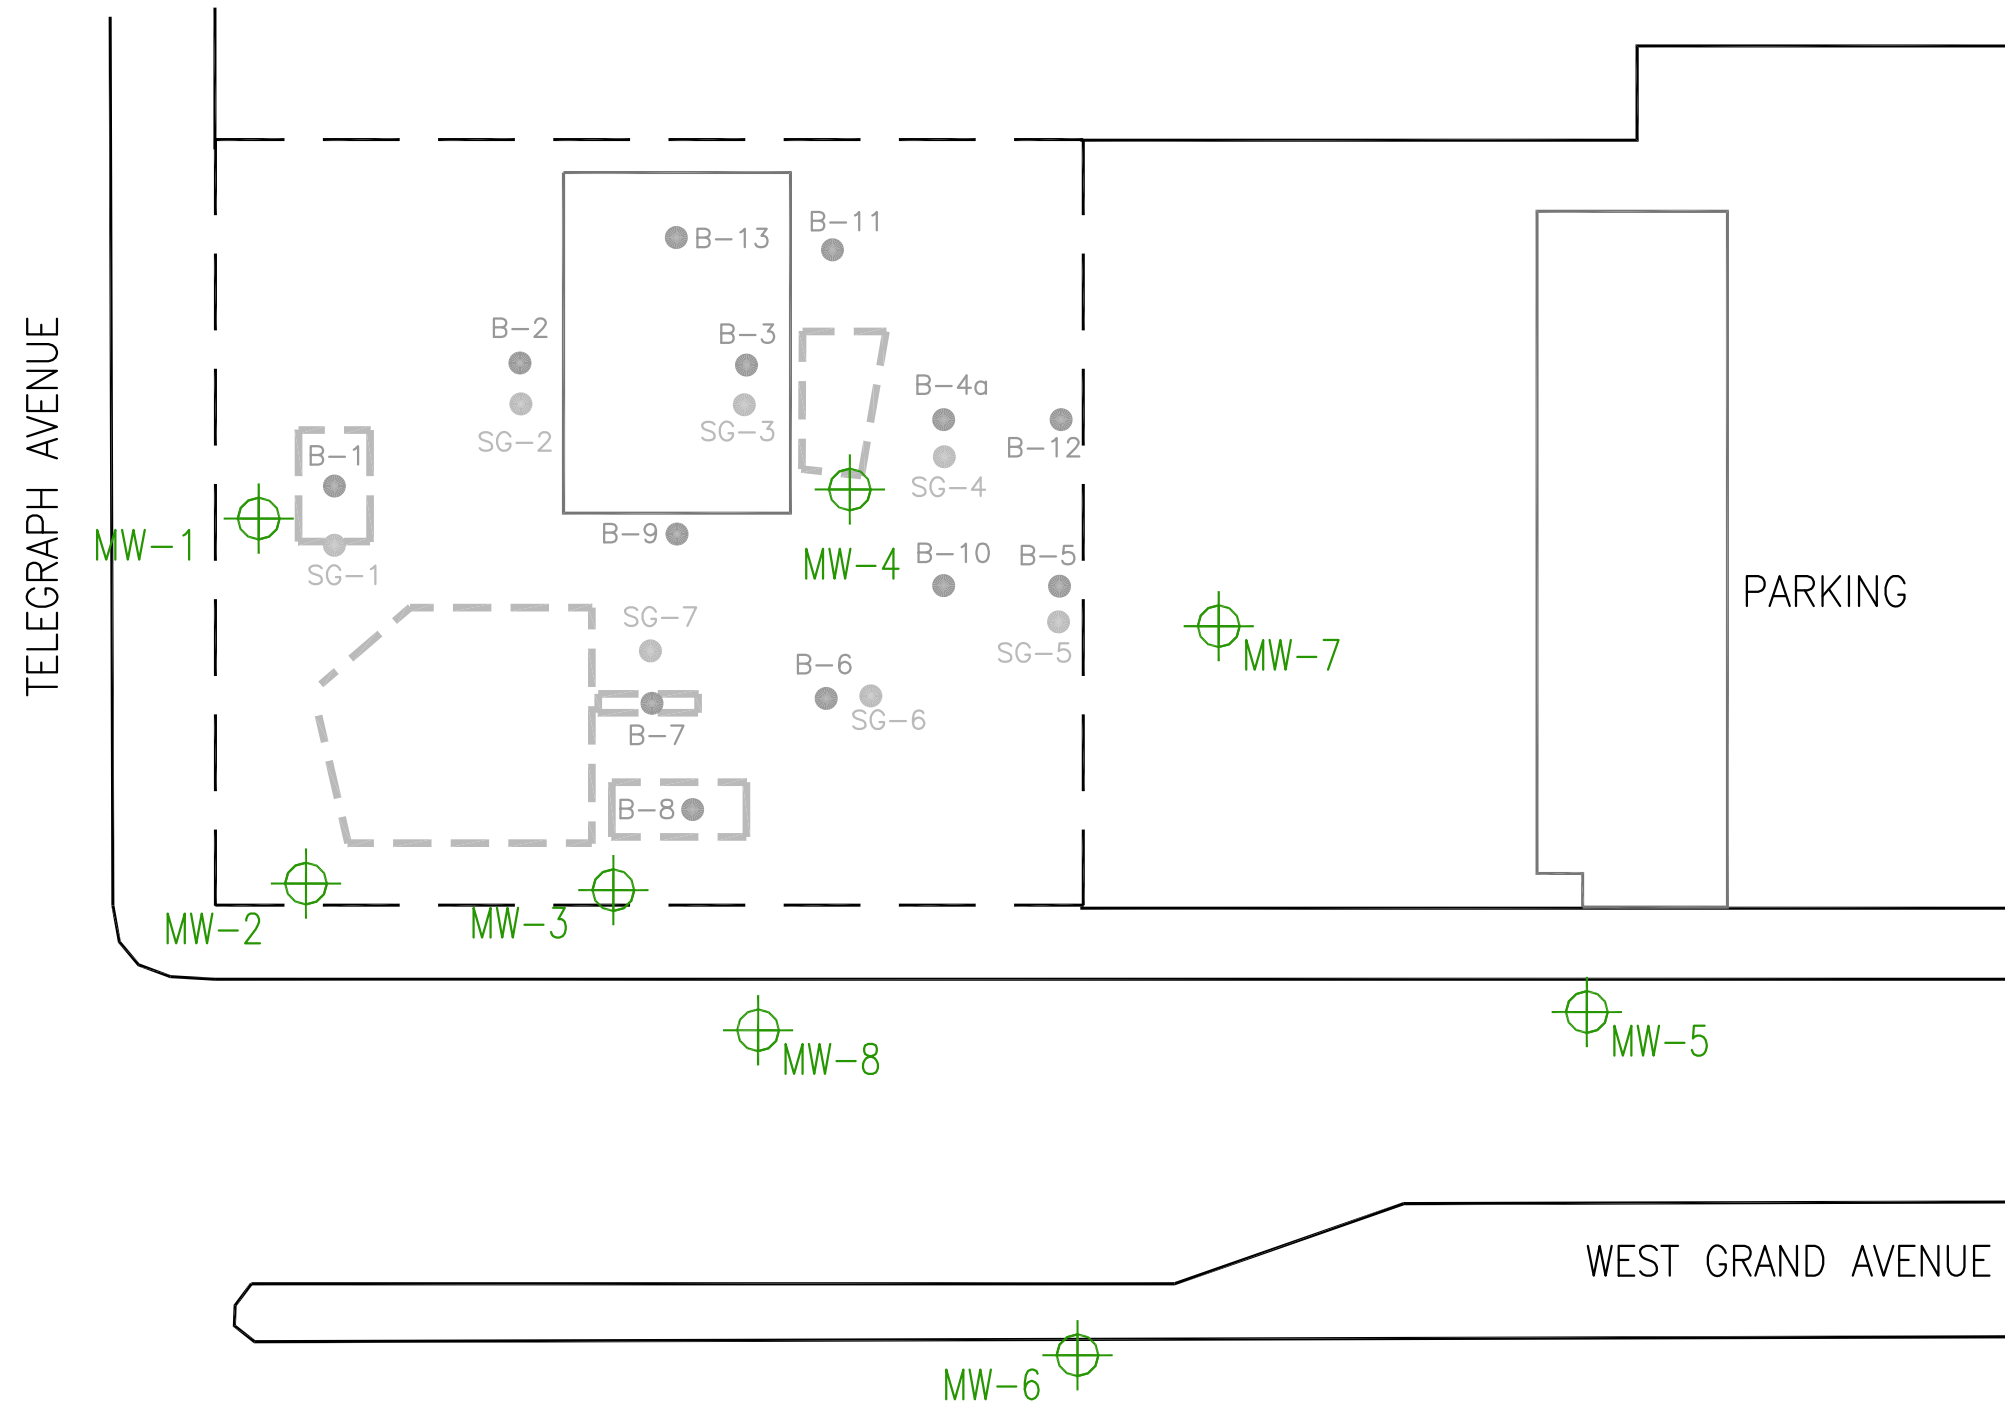 TELEGRAPH AVENUE
B-13
B-11
B-2
B-3
B-4a
SG-2
SG-3
B-12
B-1
SG-4
MW-1
B-9
MW-4
B-10
B-5
SG-1
PARKING
SG-7
SG-5
MW-7
B-6
SG-6
B-7
B-8
MW-2
MW-3
MW-8
MW-5
WEST GRAND AVENUE
MW-6